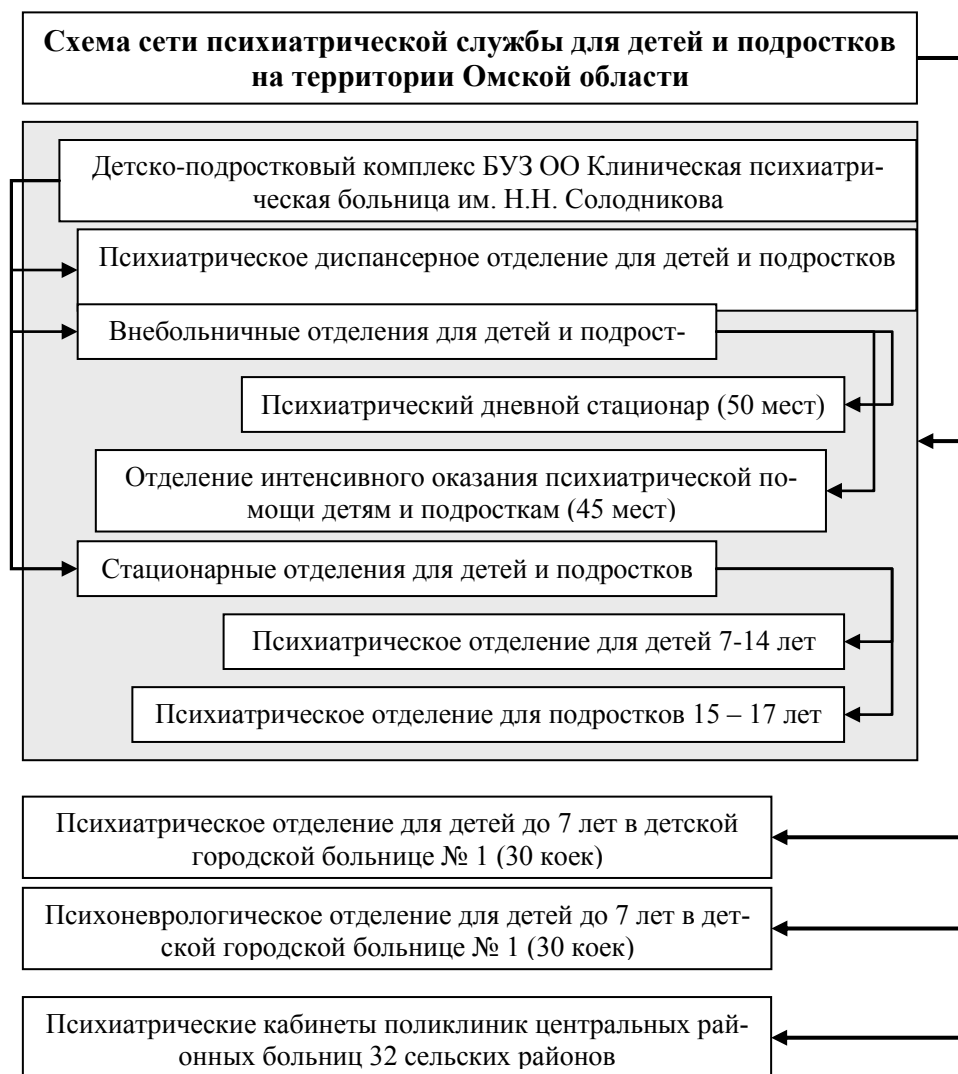 Схема сети психиатрической службы для детей и подростков
на территории Омской области
Детско-подростковый комплекс БУЗ ОО Клиническая психиатри-
ческая больница им. Н.Н. Солодникова
Психиатрическое диспансерное отделение для детей и подростков
Внебольничные отделения для детей и подрост-
Психиатрический дневной стационар (50 мест)
Отделение интенсивного оказания психиатрической по-
мощи детям и подросткам (45 мест)
Стационарные отделения для детей и подростков
Психиатрическое отделение для детей 7-14 лет
Психиатрическое отделение для подростков 15 – 17 лет
Психиатрическое отделение для детей до 7 лет в детской
городской больнице № 1 (30 коек)
Психоневрологическое отделение для детей до 7 лет в дет-
ской городской больнице № 1 (30 коек)
Психиатрические кабинеты поликлиник центральных рай-
онных больниц 32 сельских районов